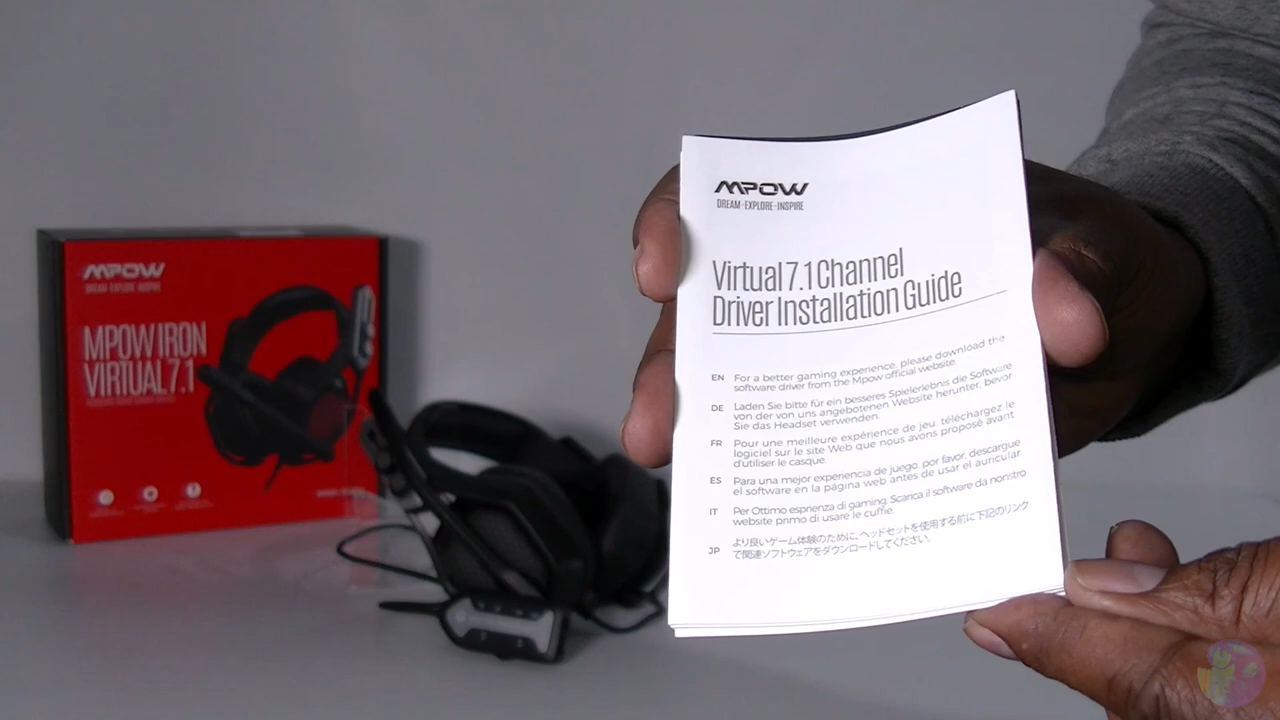 MPOW
DREAM · EXPLORE · INSPIRE
MPOW IRON
VIRTUAL 7.1
MPOW
DREAM · EXPLORE · INSPIRE
Virtual 7.1 Channel
Driver Installation Guide
EN For a better gaming experience, please download the
software driver from the Mpow official website.
DE Laden Sie bitte für ein besseres Spielerlebnis die Software
von der von uns angebotenen Website herunter, bevor
Sie das Headset verwenden.
FR Pour une meilleure expérience de jeu, téléchargez le
logiciel sur le site Web que nous avons proposé avant
d'utiliser le casque.
ES Para una mejor experiencia de juego, por favor, descargue
el software en la página web antes de usar el auricular.
IT Per Ottimo esprienza di gaming. Scarica il software da nonstro
website primo di usare le cuffie.
JP より良いゲーム体験のために、ヘッドセットを使用する前に下記のリンク
で関連ソフトウェアをダウンロードしてください。